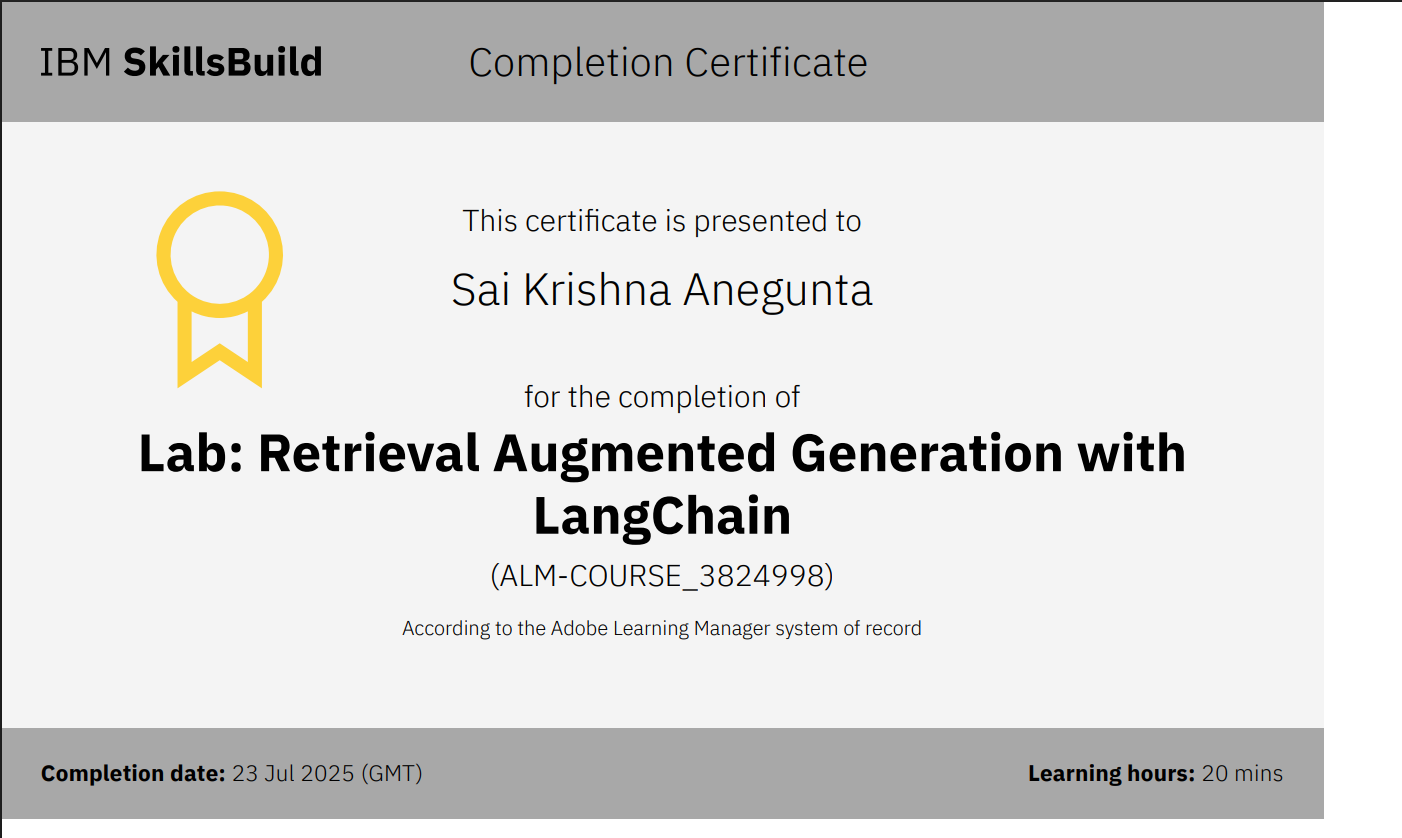 IBM SkillsBuild
Completion Certificate
This certificate is presented to
Sai Krishna Anegunta
for the completion of
Lab: Retrieval Augmented Generation with
LangChain
(ALM-COURSE_3824998)
According to the Adobe Learning Manager system of record
Completion date: 23 Jul 2025 (GMT)
Learning hours: 20 mins